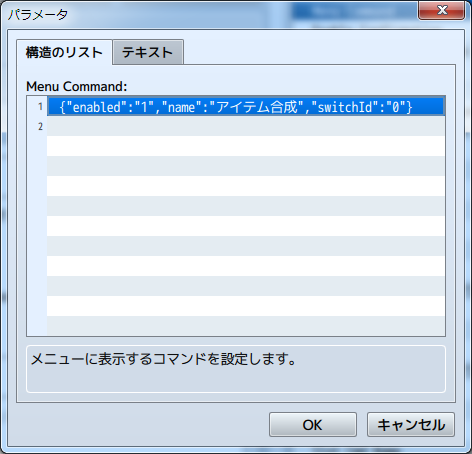 パラメータ
構造のリスト
テキスト
Menu Command:
1 {"enabled":"1","name":"アイテム合成","switchId":"0"}
2
メニューに表示するコマンドを設定します。
OK
キャンセル